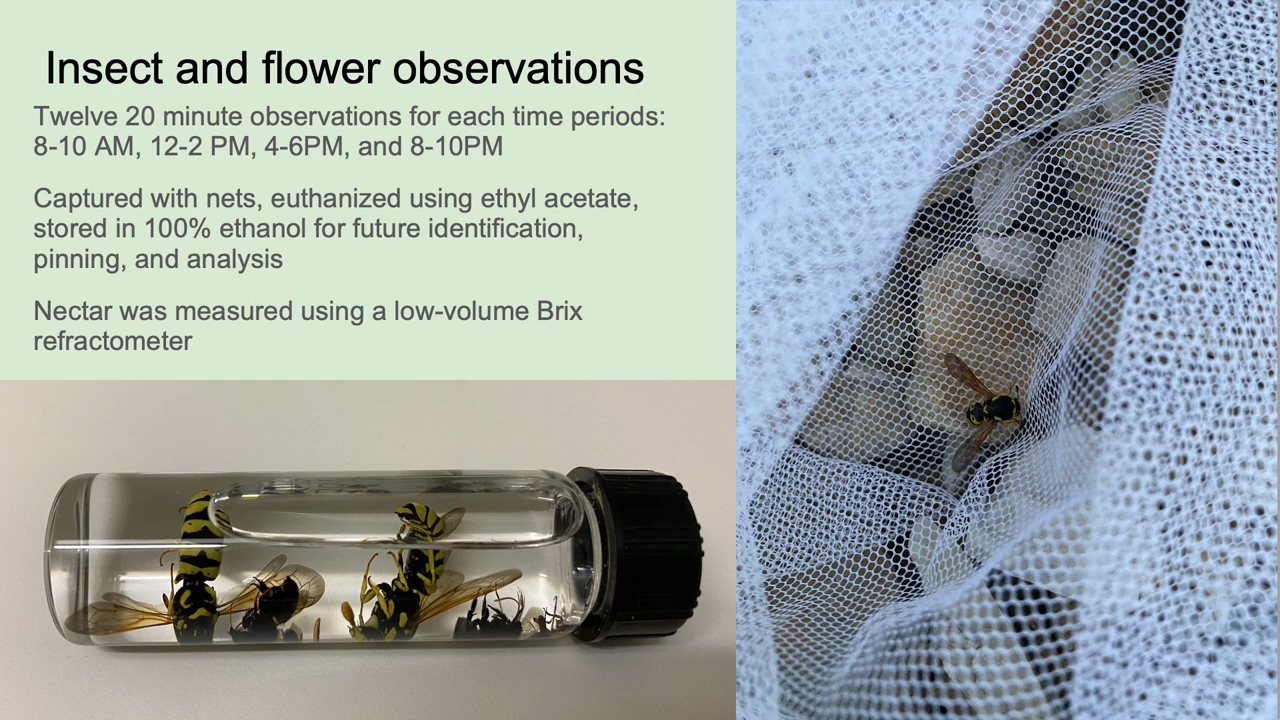 Insect and flower observations
Twelve 20 minute observations for each time periods:
8-10 AM, 12-2 PM, 4-6PM, and 8-10PM
Captured with nets, euthanized using ethyl acetate,
stored in 100% ethanol for future identification,
pinning, and analysis
Nectar was measured using a low-volume Brix
refractometer